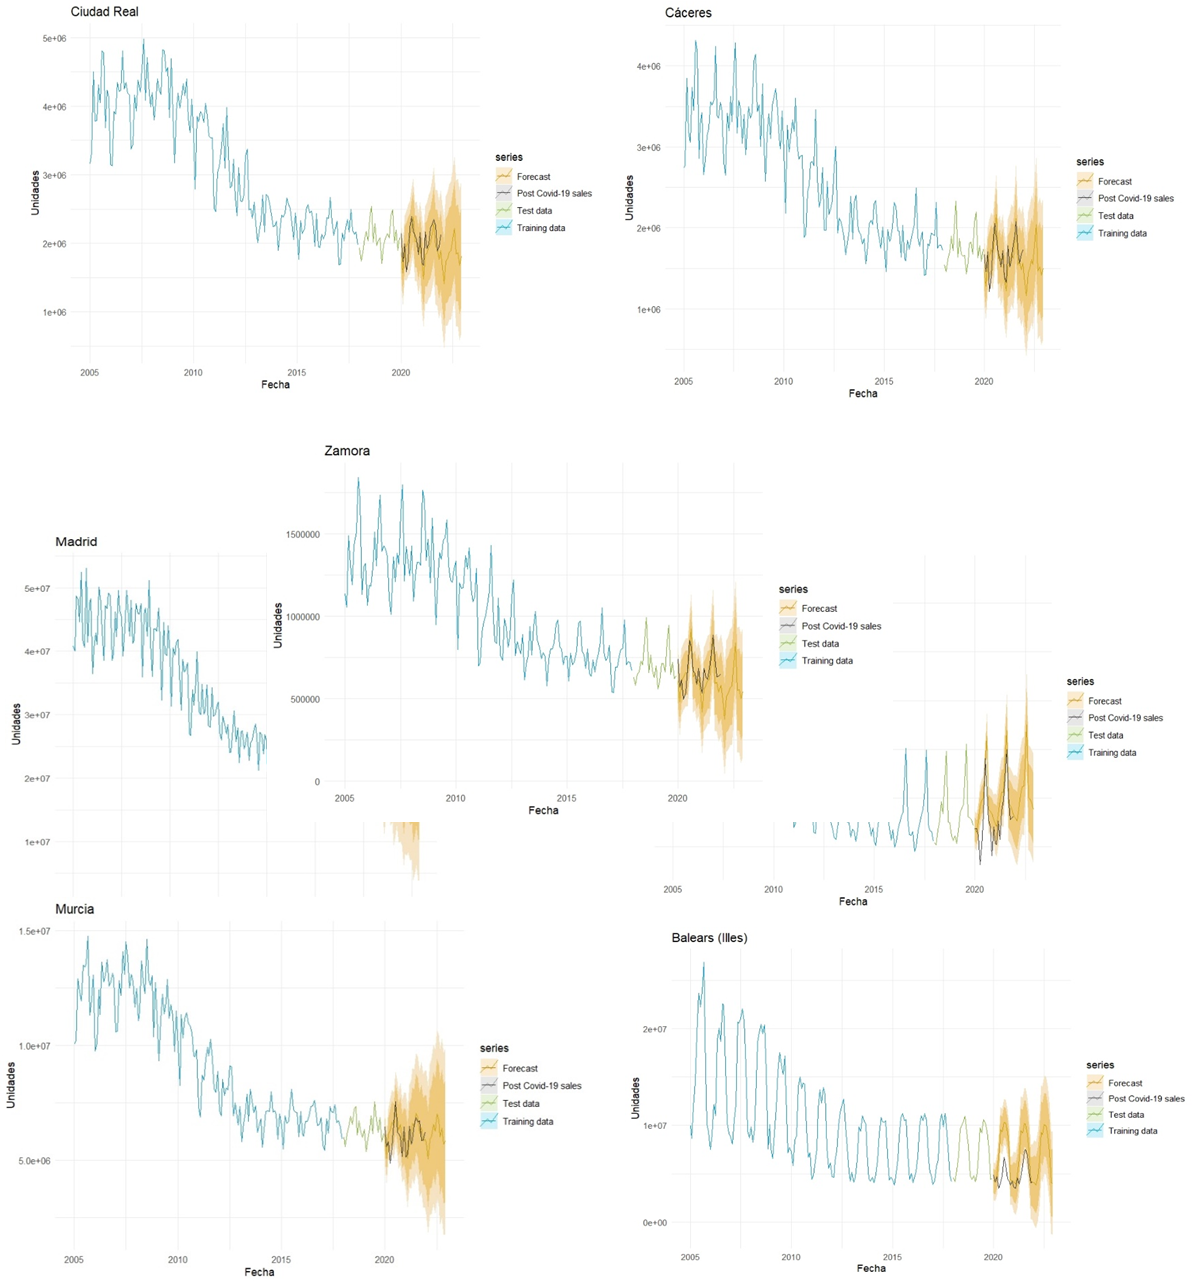 Ciudad Real
5e+06
4e+06
3e+06
2e+06
1e+06
Unidades
2005 2010 2015 2020
Fecha
series
Forecast
Post Covid-19 sales
Test data
Training data
Cáceres
4e+06
3e+06
2e+06
1e+06
Unidades
2005 2010 2015 2020
Fecha
series
Forecast
Post Covid-19 sales
Test data
Training data
Zamora
1500000
1000000
500000
0
Unidades
2005 2010 2015 2020
Fecha
series
Forecast
Post Covid-19 sales
Test data
Training data
Madrid
5e+07
4e+07
3e+07
2e+07
1e+07
Unidades
2005 2010 2015 2020
Fecha
series
Forecast
Post Covid-19 sales
Test data
Training data
Murcia
1.5e+07
1.0e+07
5.0e+06
Unidades
2005 2010 2015 2020
Fecha
series
Forecast
Post Covid-19 sales
Test data
Training data
Balears (Illes)
2e+07
1e+07
0e+00
Unidades
2005 2010 2015 2020
Fecha
series
Forecast
Post Covid-19 sales
Test data
Training data